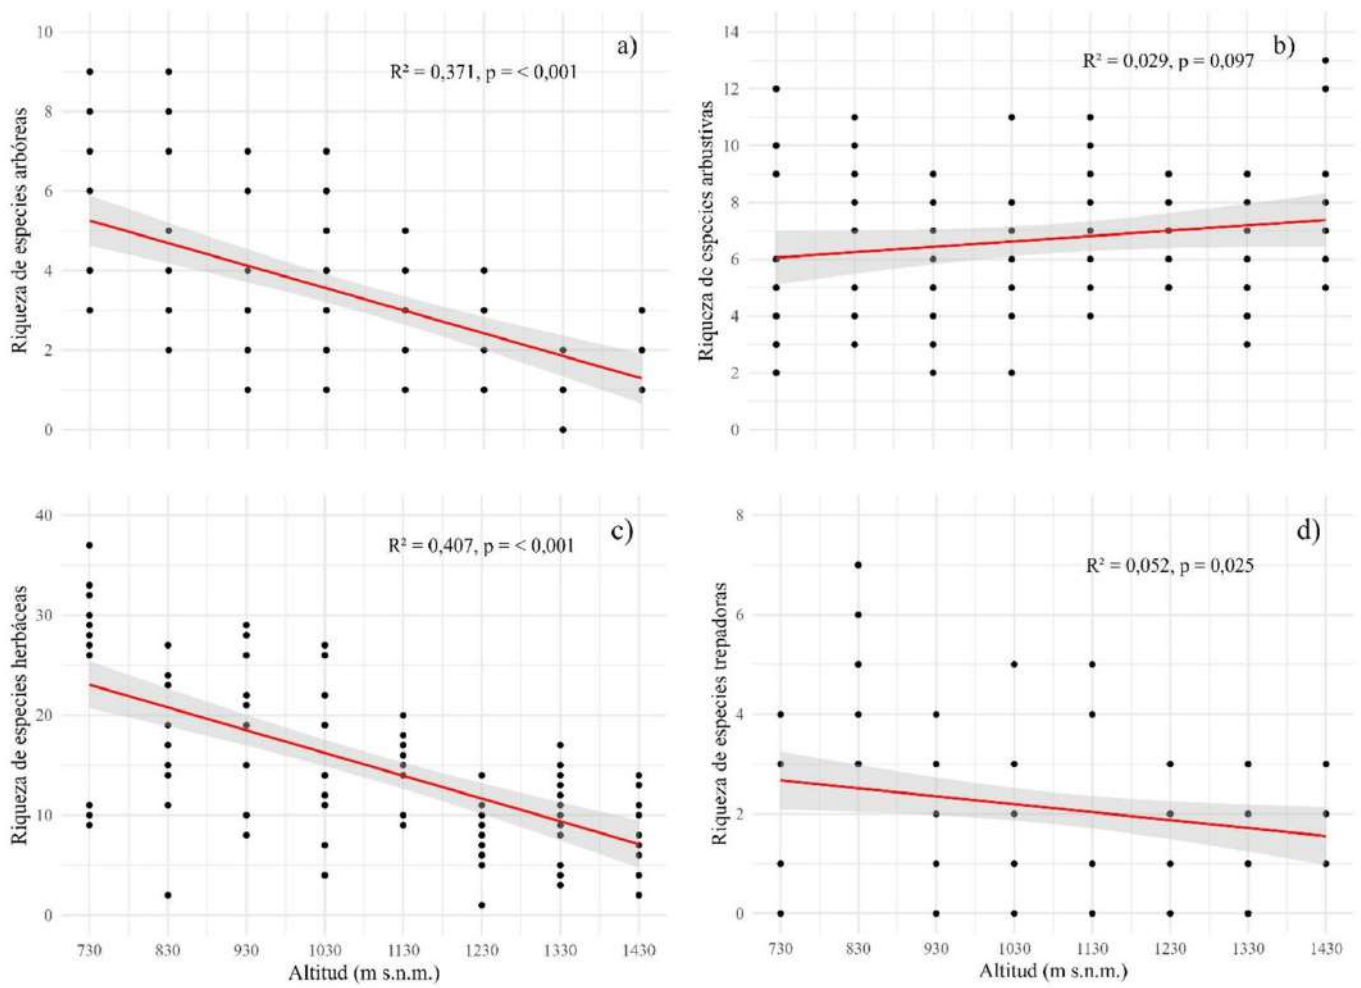 a)
R² = 0,371, p = < 0,001
Riqueza de especies arbóreas
10
8
6
4
2
0
b)
R² = 0,029, p = 0,097
Riqueza de especies arbustivas
14
12
10
8
6
4
2
0
c)
R² = 0,407, p = < 0,001
Riqueza de especies herbáceas
40
30
20
10
0
730 830 930 1030 1130 1230 1330 1430
Altitud (m s.n.m.)
d)
R² = 0,052, p = 0,025
Riqueza de especies trepadoras
8
6
4
2
0
730 830 930 1030 1130 1230 1330 1430
Altitud (m s.n.m.)